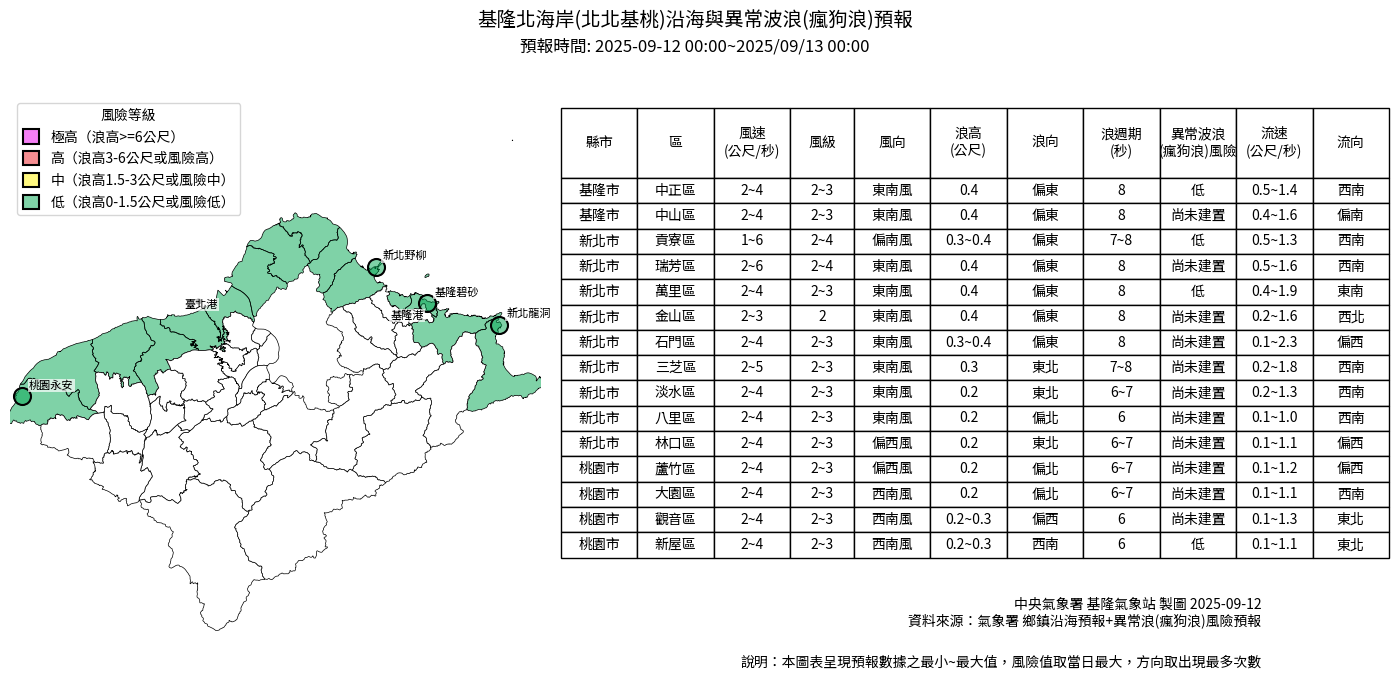 基隆北海岸(北北基桃)沿海與異常波浪(瘋狗浪)預報
預報時間: 2025-09-12 00:00~2025/09/13 00:00
風險等級
極高（浪高>=6公尺）
高（浪高3-6公尺或風險高）
中（浪高1.5-3公尺或風險中）
低（浪高0-1.5公尺或風險低）
新北野柳
基隆碧砂
臺北港
基隆港
新北龍洞
桃園永安
縣市 區 風速(公尺/秒) 風級 風向 浪高(公尺) 浪向 浪週期(秒) 異常波浪(瘋狗浪)風險 流速(公尺/秒) 流向
基隆市 中正區 2~4 2~3 東南風 0.4 偏東 8 低 0.5~1.4 西南
基隆市 中山區 2~4 2~3 東南風 0.4 偏東 8 尚未建置 0.4~1.6 偏南
新北市 貢寮區 1~6 2~4 偏南風 0.3~0.4 偏東 7~8 低 0.5~1.3 西南
新北市 瑞芳區 2~6 2~4 東南風 0.4 偏東 8 尚未建置 0.5~1.6 西南
新北市 萬里區 2~4 2~3 東南風 0.4 偏東 8 低 0.4~1.9 東南
新北市 金山區 2~3 2 東南風 0.4 偏東 8 尚未建置 0.2~1.6 西北
新北市 石門區 2~4 2~3 東南風 0.3~0.4 偏東 8 尚未建置 0.1~2.3 偏西
新北市 三芝區 2~5 2~3 東南風 0.3 東北 7~8 尚未建置 0.2~1.8 西南
新北市 淡水區 2~4 2~3 東南風 0.2 東北 6~7 尚未建置 0.2~1.3 西南
新北市 八里區 2~4 2~3 東南風 0.2 偏北 6 尚未建置 0.1~1.0 西南
新北市 林口區 2~4 2~3 偏西風 0.2 東北 6~7 尚未建置 0.1~1.1 偏西
桃園市 蘆竹區 2~4 2~3 偏西風 0.2 偏北 6~7 尚未建置 0.1~1.2 偏西
桃園市 大園區 2~4 2~3 西南風 0.2 偏北 6~7 尚未建置 0.1~1.1 西南
桃園市 觀音區 2~4 2~3 西南風 0.2~0.3 偏西 6 尚未建置 0.1~1.3 東北
桃園市 新屋區 2~4 2~3 西南風 0.2~0.3 西南 6 低 0.1~1.1 東北
中央氣象署 基隆氣象站 製圖 2025-09-12
資料來源：氣象署 鄉鎮沿海預報+異常浪(瘋狗浪)風險預報
說明：本圖表呈現預報數據之最小~最大值，風險值取當日最大，方向取出現最多次數